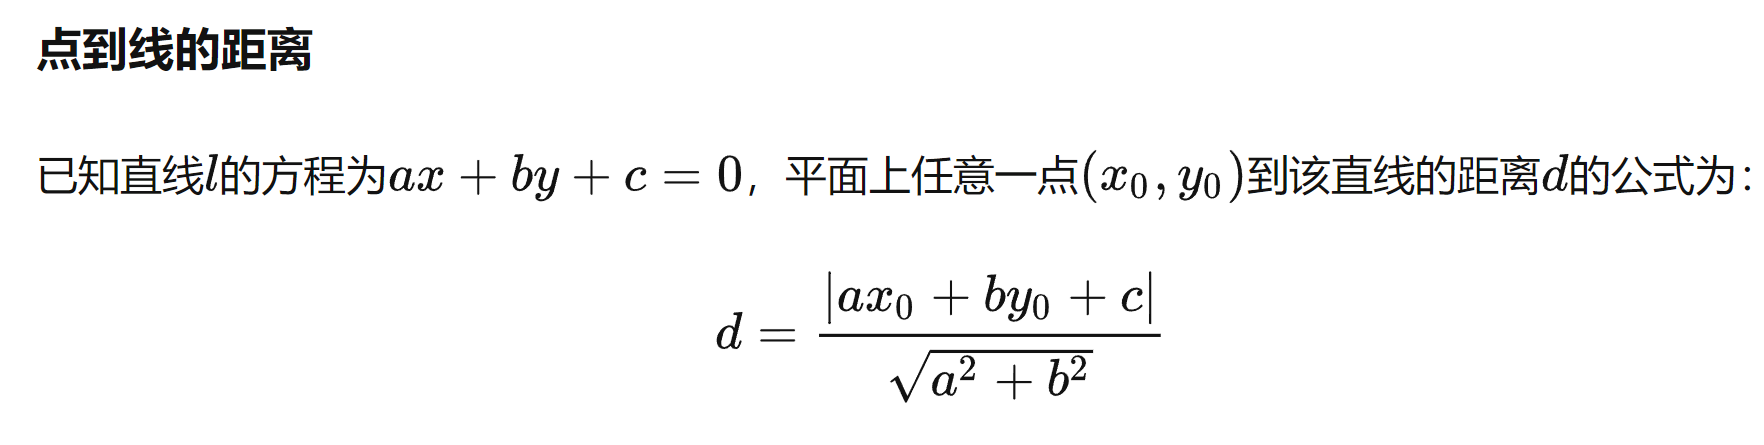 点到线的距离
已知直线l的方程为ax + by + c = 0，平面上任意一点(x₀, y₀)到该直线的距离d的公式为：
d = |ax₀ + by₀ + c| / √(a² + b²)